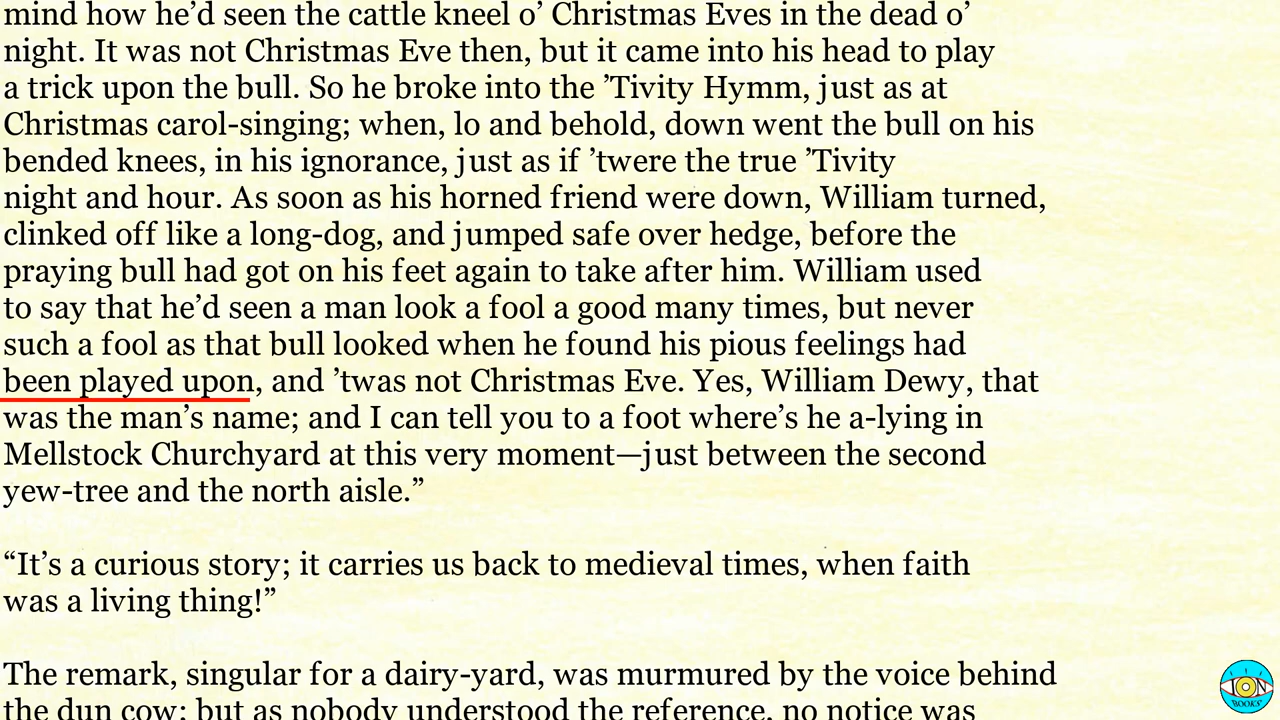 mind how he’d seen the cattle kneel o’ Christmas Eves in the dead o’
night. It was not Christmas Eve then, but it came into his head to play
a trick upon the bull. So he broke into the ’Tivity Hymm, just as at
Christmas carol-singing; when, lo and behold, down went the bull on his
bended knees, in his ignorance, just as if ’twere the true ’Tivity
night and hour. As soon as his horned friend were down, William turned,
clinked off like a long-dog, and jumped safe over hedge, before the
praying bull had got on his feet again to take after him. William used
to say that he’d seen a man look a fool a good many times, but never
such a fool as that bull looked when he found his pious feelings had
been played upon, and ’twas not Christmas Eve. Yes, William Dewy, that
was the man’s name; and I can tell you to a foot where’s he a-lying in
Mellstock Churchyard at this very moment—just between the second
yew-tree and the north aisle.”
“It’s a curious story; it carries us back to medieval times, when faith
was a living thing!”
The remark, singular for a dairy-yard, was murmured by the voice behind
the dun cow; but as nobody understood the reference, no notice was
ION
BOOKS